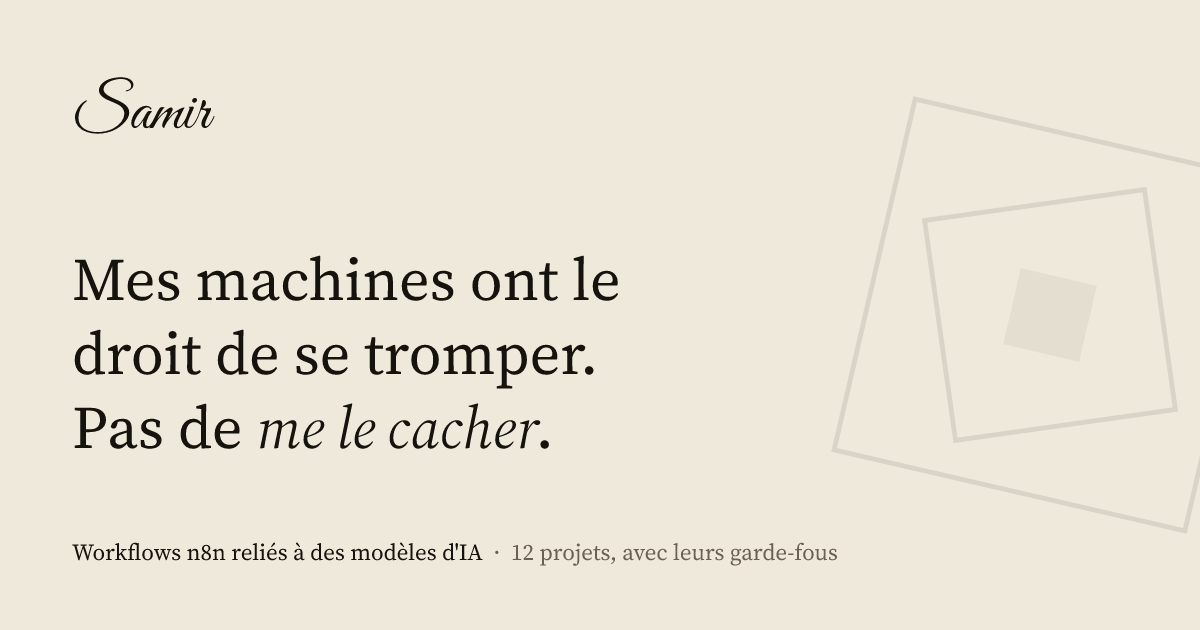 Samir
Mes machines ont le
droit de se tromper.
Pas de me le cacher.
Workflows n8n reliés à des modèles d'IA · 12 projets, avec leurs garde-fous